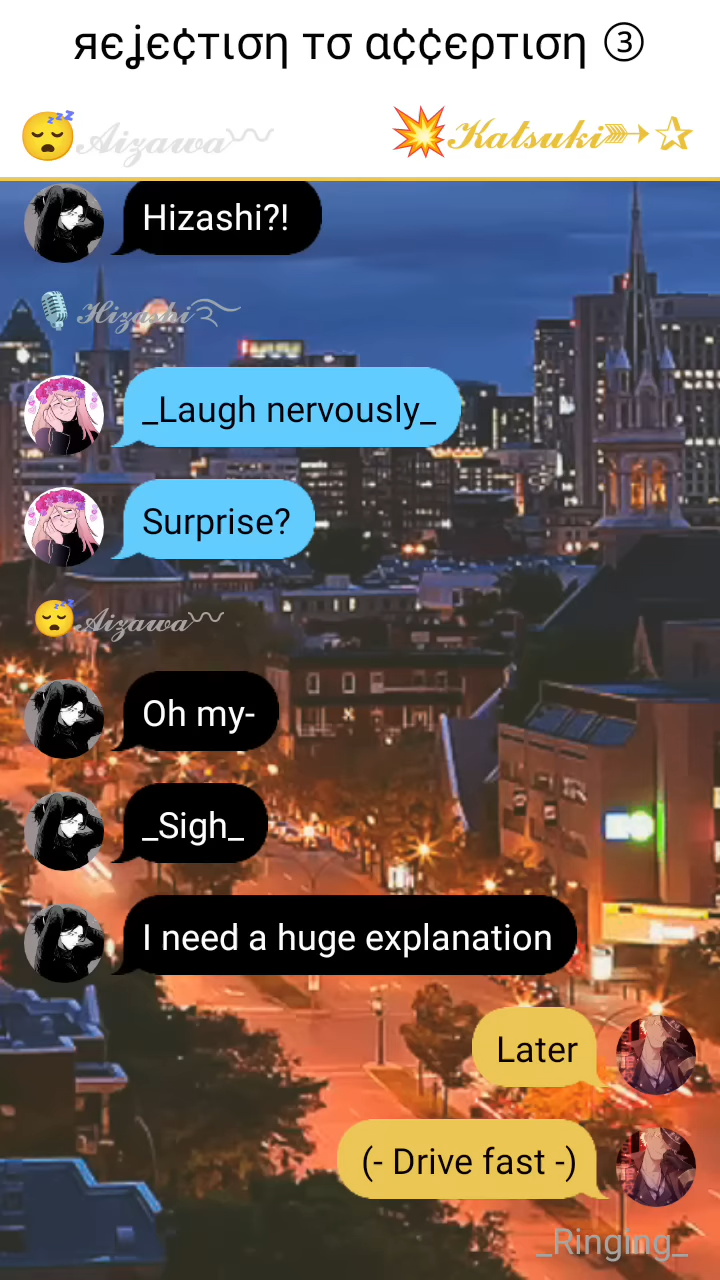 яєʝє¢тιση тσ α¢¢єρтιση ③
😴𝒜𝒾𝓏𝒶𝓌𝒶〰
💥𝓚𝓪𝓽𝓼𝓾𝓴𝓲➳☆
Hizashi?!
🎙️𝓗𝓲𝔃𝓪𝓼𝓱𝓲࿐
_Laugh nervously_
Surprise?
😴𝒜𝒾𝓏𝒶𝓌𝒶〰
Oh my-
_Sigh_
I need a huge explanation
Later
(- Drive fast -)
_Ringing_